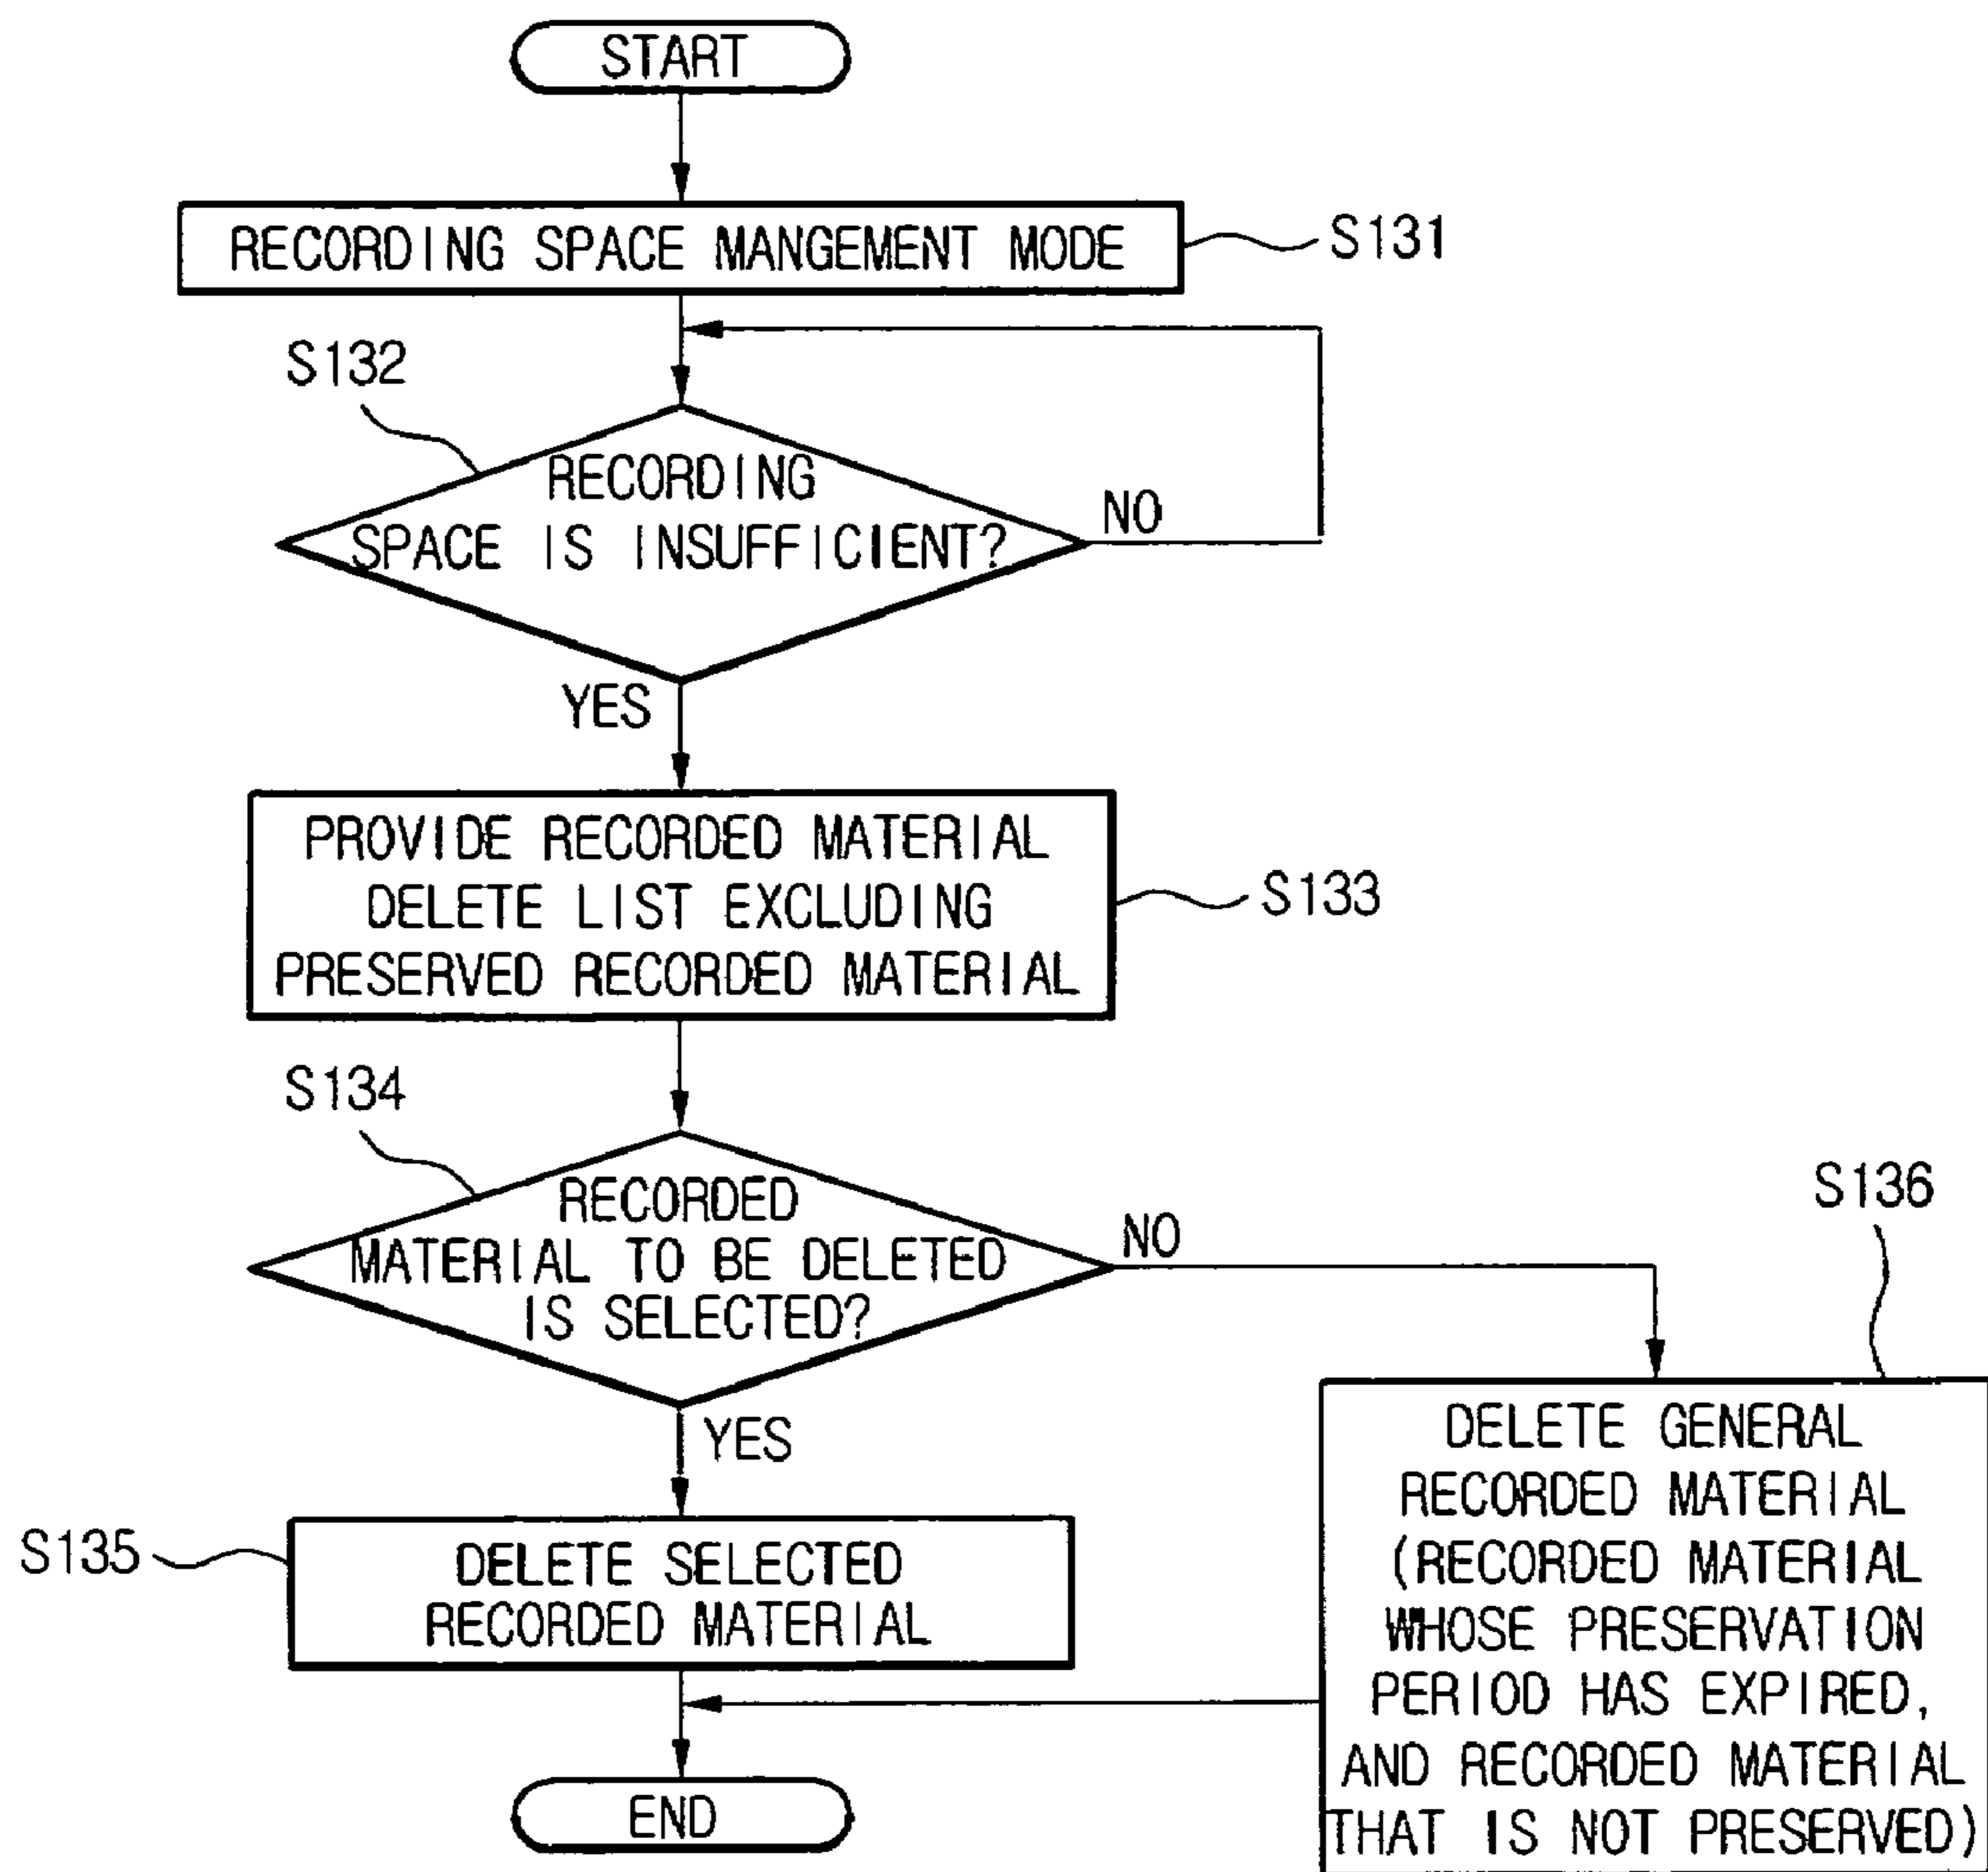 START
RECORDING SPACE MANGEMENT MODE
S131
S132
RECORDING
SPACE IS INSUFFICIENT?
NO
YES
PROVIDE RECORDED MATERIAL
DELETE LIST EXCLUDING
PRESERVED RECORDED MATERIAL
S133
S134
RECORDED
MATERIAL TO BE DELETED
IS SELECTED?
NO
YES
S135
DELETE SELECTED
RECORDED MATERIAL
S136
DELETE GENERAL
RECORDED MATERIAL
(RECORDED MATERIAL
WHOSE PRESERVATION
PERIOD HAS EXPIRED,
AND RECORDED MATERIAL
THAT IS NOT PRESERVED)
END